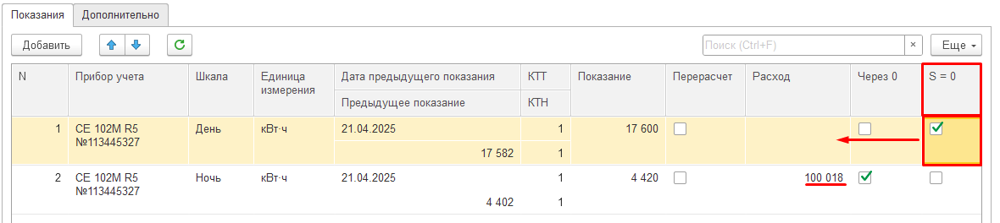 Показания Дополнительно
Добавить Поиск (Ctrl+F) × Еще
N Прибор учета Шкала Единица измерения Дата предыдущего показания КТТ Показание Перерасчет Расход Через 0 S = 0
Предыдущее показание КТН
1 CE 102M R5 День кВт·ч 21.04.2025 1 17 600
№113445327 17 582 1
2 CE 102M R5 Ночь кВт·ч 21.04.2025 1 4 420 100 018
№113445327 4 402 1